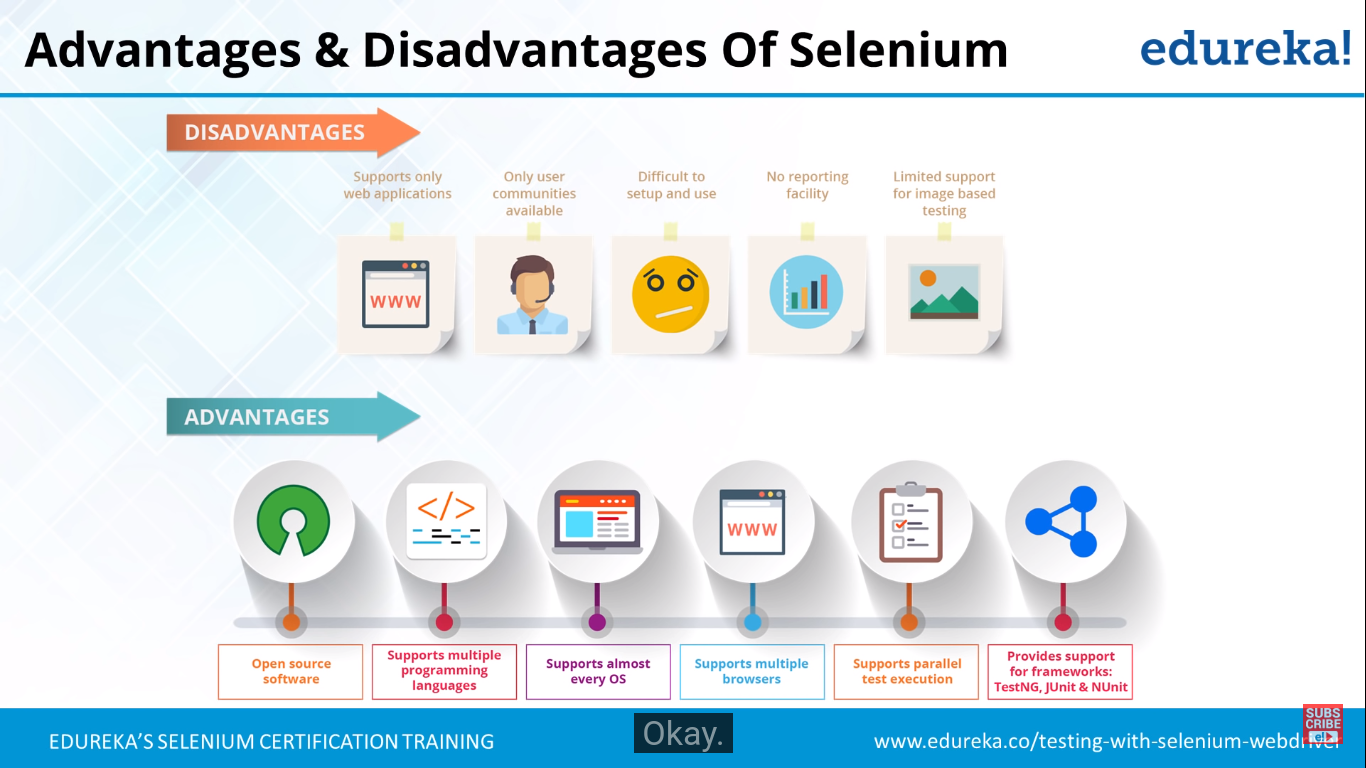 Advantages & Disadvantages Of Selenium
edureka!
DISADVANTAGES
Supports only
web applications
Only user
communities
available
Difficult to
setup and use
No reporting
facility
Limited support
for image based
testing
WWW
ADVANTAGES
</>
WWW
Open source
software
Supports multiple
programming
languages
Supports almost
every OS
Supports multiple
browsers
Supports parallel
test execution
Provides support
for frameworks:
TestNG, JUnit & NUnit
EDUREKA'S SELENIUM CERTIFICATION TRAINING
Okay.
www.edureka.co/testing-with-selenium-webdriver
SUBS
CRIBE
e!